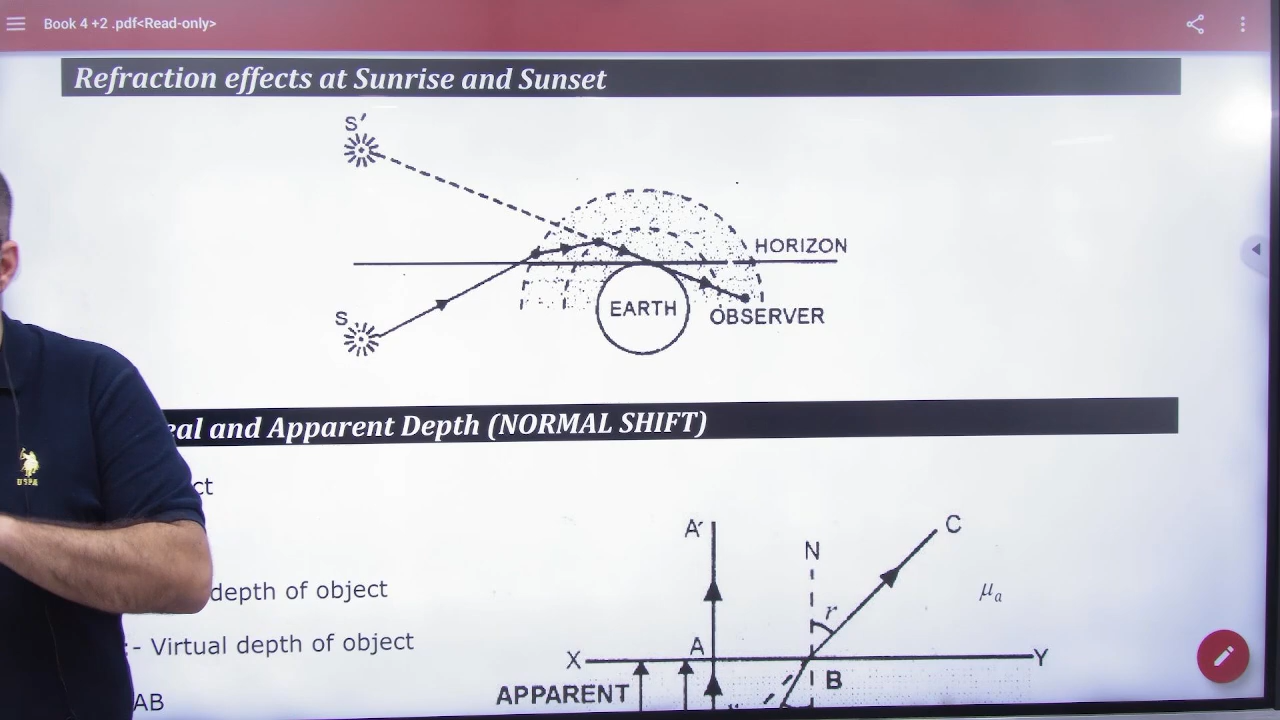 Book 4 +2 .pdf<Read-only>
Refraction effects at Sunrise and Sunset
S′
HORIZON
S
EARTH
OBSERVER
eal and Apparent Depth (NORMAL SHIFT)
ct
A′
C
N
depth of object
μa
r
:- Virtual depth of object
A
X
Y
B
APPARENT
AB